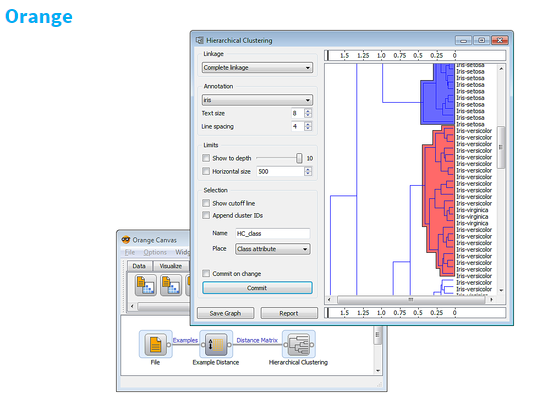 Orange
Hierarchical Clustering
Linkage
Complete linkage
Annotation
iris
Text size 8
Line spacing 4
Limits
Show to depth 10
Horizontal size 500
Selection
Show cutoff line
Append cluster IDs
Name HC_class
Place Class attribute
Commit on change
Commit
Save Graph Report
1.5 1.25 1.0 0.75 0.5 0.25 0
Iris-setosa
Iris-setosa
Iris-setosa
Iris-setosa
Iris-setosa
Iris-setosa
Iris-setosa
Iris-setosa
Iris-versicolor
Iris-versicolor
Iris-versicolor
Iris-versicolor
Iris-versicolor
Iris-versicolor
Iris-versicolor
Iris-versicolor
Iris-versicolor
Iris-versicolor
Iris-versicolor
Iris-virginica
Iris-virginica
Iris-versicolor
Iris-versicolor
Iris-versicolor
Iris-versicolor
Iris-versicolor
Iris-versicolor
Iris-versicolor
Iris-versicolor
1.5 1.25 1.0 0.75 0.5 0.25 0
Orange Canvas
File Options Widg
Data Visualize
Examples Distance Matrix
File Example Distance Hierarchical Clustering